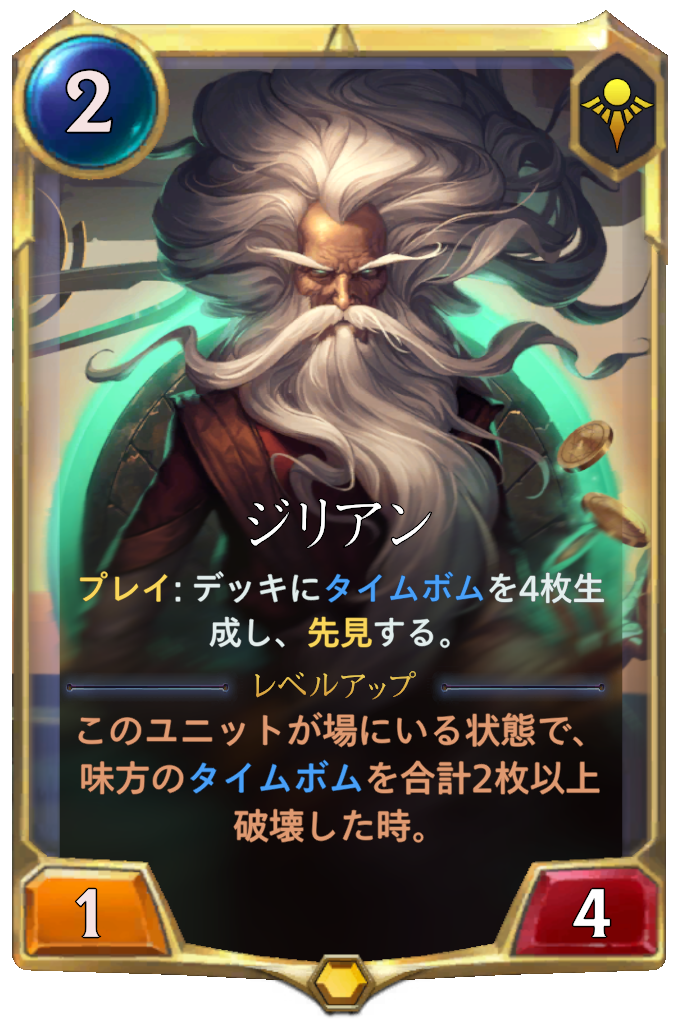 2
ジリアン
プレイ: デッキにタイムボムを4枚生
成し、先見する。
レベルアップ
このユニットが場にいる状態で、
味方のタイムボムを合計2枚以上
破壊した時。
1
4